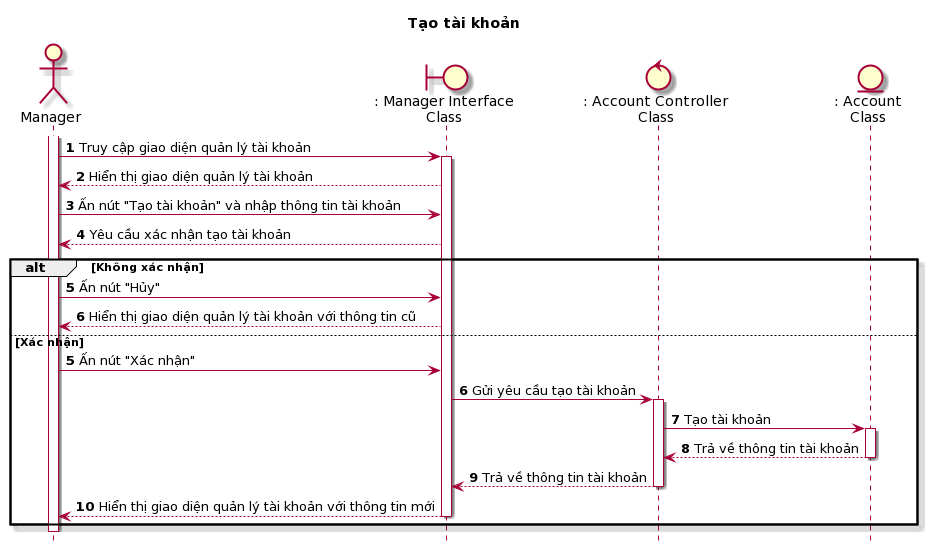 Tạo tài khoản
Manager
: Manager Interface
Class
: Account Controller
Class
: Account
Class
1 Truy cập giao diện quản lý tài khoản
2 Hiển thị giao diện quản lý tài khoản
3 Ấn nút "Tạo tài khoản" và nhập thông tin tài khoản
4 Yêu cầu xác nhận tạo tài khoản
alt [Không xác nhận]
5 Ấn nút "Hủy"
6 Hiển thị giao diện quản lý tài khoản với thông tin cũ
[Xác nhận]
5 Ấn nút "Xác nhận"
6 Gửi yêu cầu tạo tài khoản
7 Tạo tài khoản
8 Trả về thông tin tài khoản
9 Trả về thông tin tài khoản
10 Hiển thị giao diện quản lý tài khoản với thông tin mới